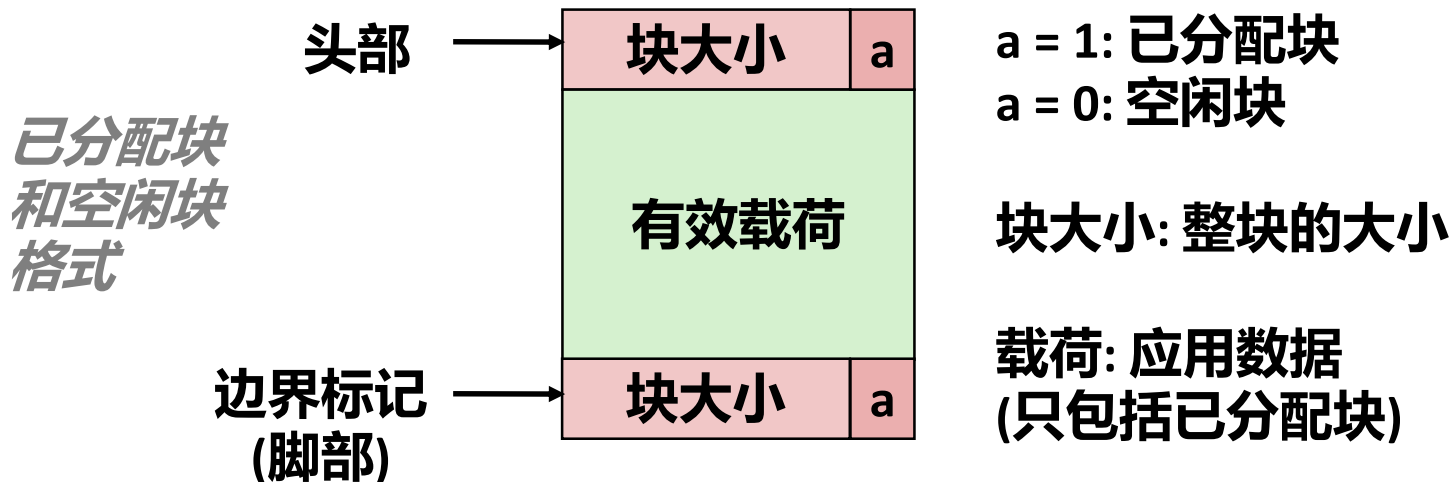 已分配块
和空闲块
格式
头部
块大小 a
有效载荷
边界标记
(脚部)
块大小 a
a = 1: 已分配块
a = 0: 空闲块
块大小: 整块的大小
载荷: 应用数据
(只包括已分配块)